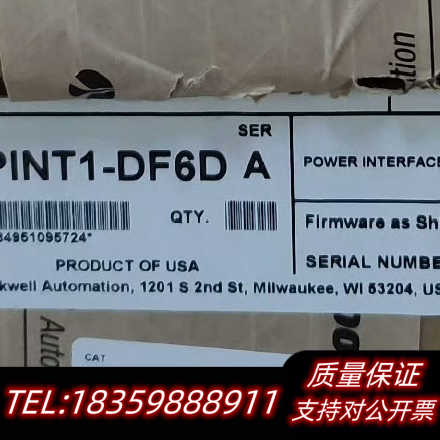 ation
SER
PINT1-DF6D A
POWER INTERFACE
QTY.
84951095724*
Firmware as Sh
PRODUCT OF USA
SERIAL NUMBE
kwell Automation, 1201 S 2nd St, Milwaukee, WI 53204, US
Auto
CAT
TEL:18359888911
质量保证
支持对公开票